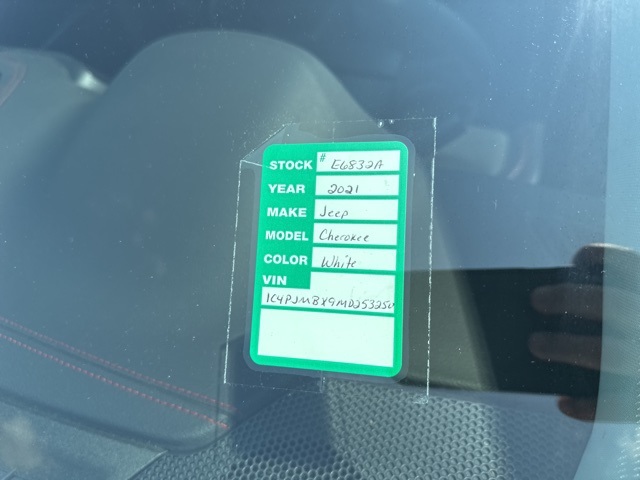 STOCK # E6832A
YEAR 2021
MAKE Jeep
MODEL Cherokee
COLOR White
VIN
1C4PJMBX9MD253250